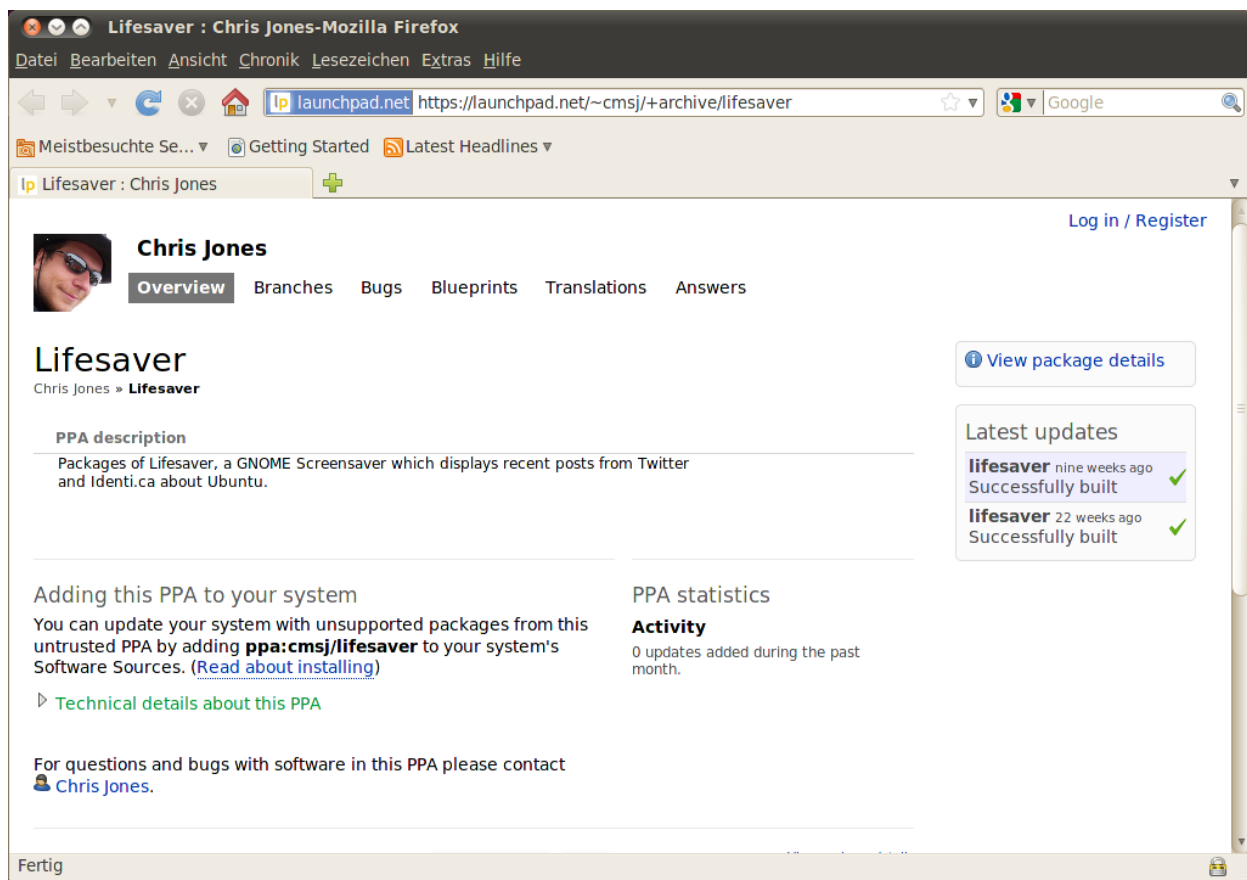 Lifesaver : Chris Jones-Mozilla Firefox
Datei Bearbeiten Ansicht Chronik Lesezeichen Extras Hilfe
lp launchpad.net https://launchpad.net/~cmsj/+archive/lifesaver
Google
Meistbesuchte Se... Getting Started Latest Headlines
lp Lifesaver : Chris Jones
Log in / Register
Chris Jones
Overview Branches Bugs Blueprints Translations Answers
Lifesaver
Chris Jones » Lifesaver
PPA description
Packages of Lifesaver, a GNOME Screensaver which displays recent posts from Twitter
and Identi.ca about Ubuntu.
View package details
Latest updates
lifesaver nine weeks ago
Successfully built
lifesaver 22 weeks ago
Successfully built
Adding this PPA to your system
You can update your system with unsupported packages from this
untrusted PPA by adding ppa:cmsj/lifesaver to your system's
Software Sources. (Read about installing)
Technical details about this PPA
PPA statistics
Activity
0 updates added during the past
month.
For questions and bugs with software in this PPA please contact
Chris Jones.
Fertig